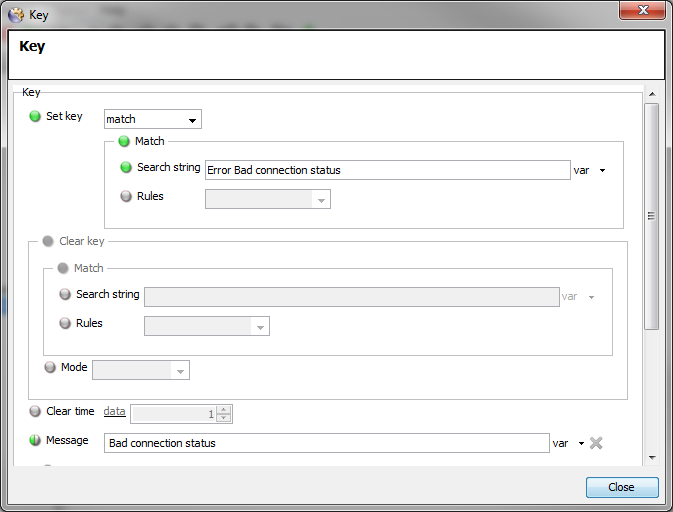 Key
Key
Key
Set key match
Match
Search string Error Bad connection status var
Rules
Clear key
Match
Search string var
Rules
Mode
Clear time data 1
Message Bad connection status var
Close